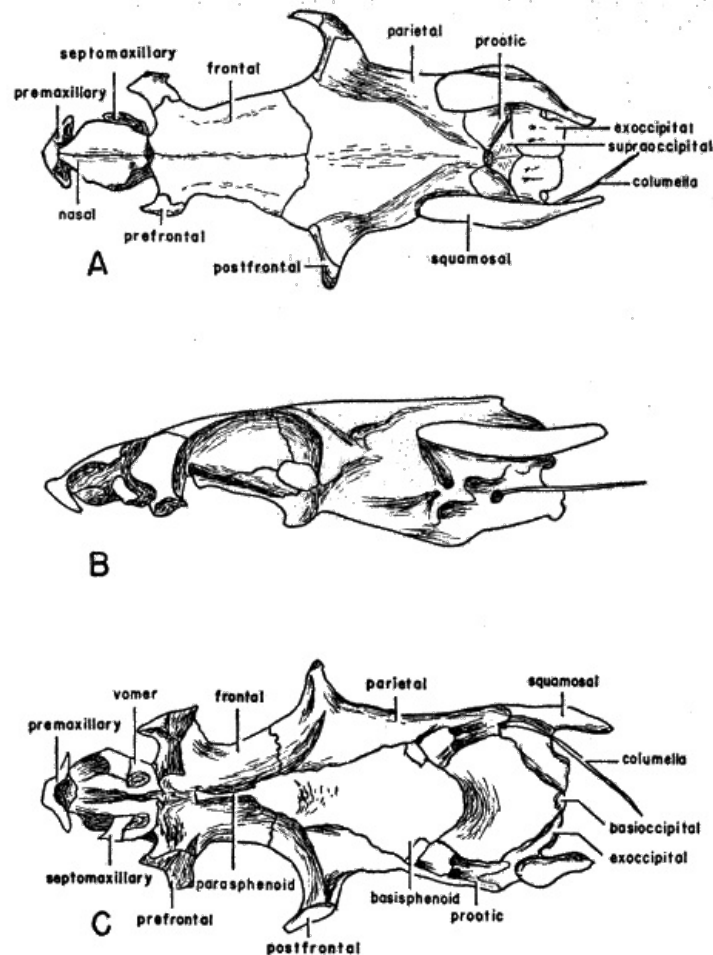 parietal
prootic
septomaxillary
frontal
premaxillary
exoccipital
supraoccipital
columella
nasal
prefrontal
postfrontal
squamosal
A
B
vomer
frontal
parietal
squamosal
premaxillary
columella
basioccipital
septomaxillary
exoccipital
parasphenoid
basisphenoid
prefrontal
prootic
postfrontal
C